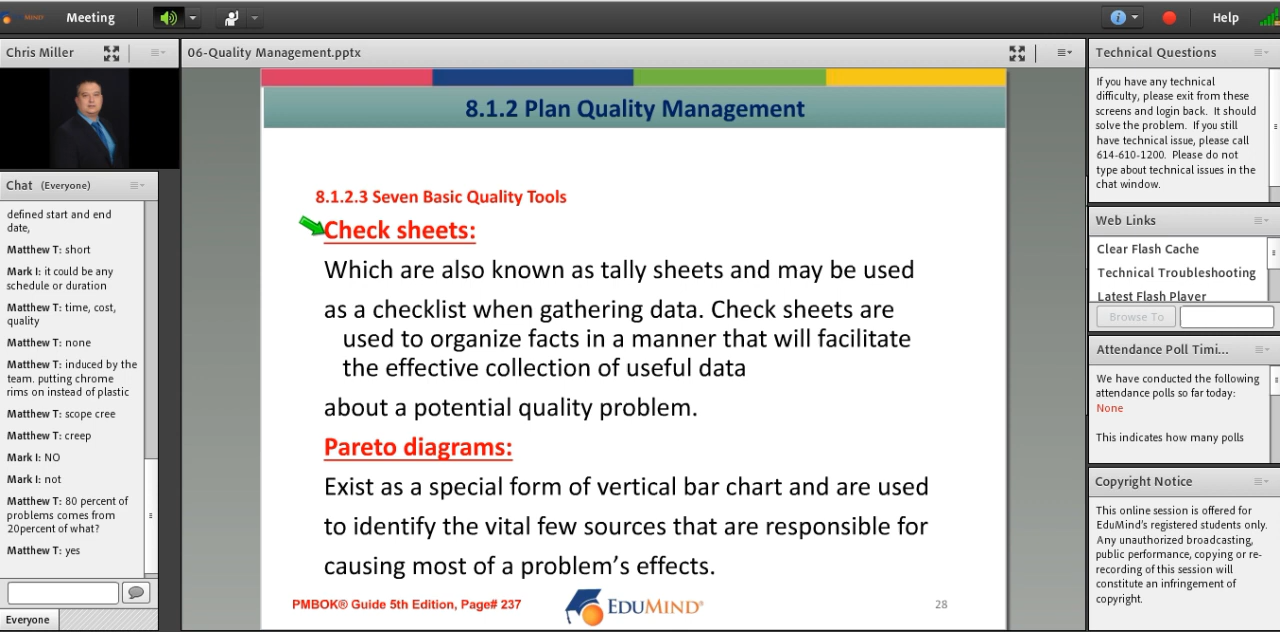 Meeting
Help
Chris Miller
06-Quality Management.pptx
Technical Questions
If you have any technical
difficulty, please exit from these
screens and login back. It should
solve the problem. If you still
have technical issue, please call
614-610-1200. Please do not
type about technical issues in the
chat window.
Chat (Everyone)
defined start and end
date,
Matthew T: short
Mark I: it could be any
schedule or duration
Matthew T: time, cost,
quality
Matthew T: none
Matthew T: induced by the
team. putting chrome
rims on instead of plastic
Matthew T: scope cree
Matthew T: creep
Mark I: NO
Mark I: not
Matthew T: 80 percent of
problems comes from
20percent of what?
Matthew T: yes
Everyone
8.1.2 Plan Quality Management
8.1.2.3 Seven Basic Quality Tools
Check sheets:
Which are also known as tally sheets and may be used
as a checklist when gathering data. Check sheets are
used to organize facts in a manner that will facilitate
the effective collection of useful data
about a potential quality problem.
Pareto diagrams:
Exist as a special form of vertical bar chart and are used
to identify the vital few sources that are responsible for
causing most of a problem’s effects.
PMBOK® Guide 5th Edition, Page# 237
EDUMIND®
28
Web Links
Clear Flash Cache
Technical Troubleshooting
Latest Flash Player
Browse To
Attendance Poll Timi...
We have conducted the following
attendance polls so far today:
None
This indicates how many polls
Copyright Notice
This online session is offered for
EduMind's registered students only.
Any unauthorized broadcasting,
public performance, copying or re-
recording of this session will
constitute an infringement of
copyright.